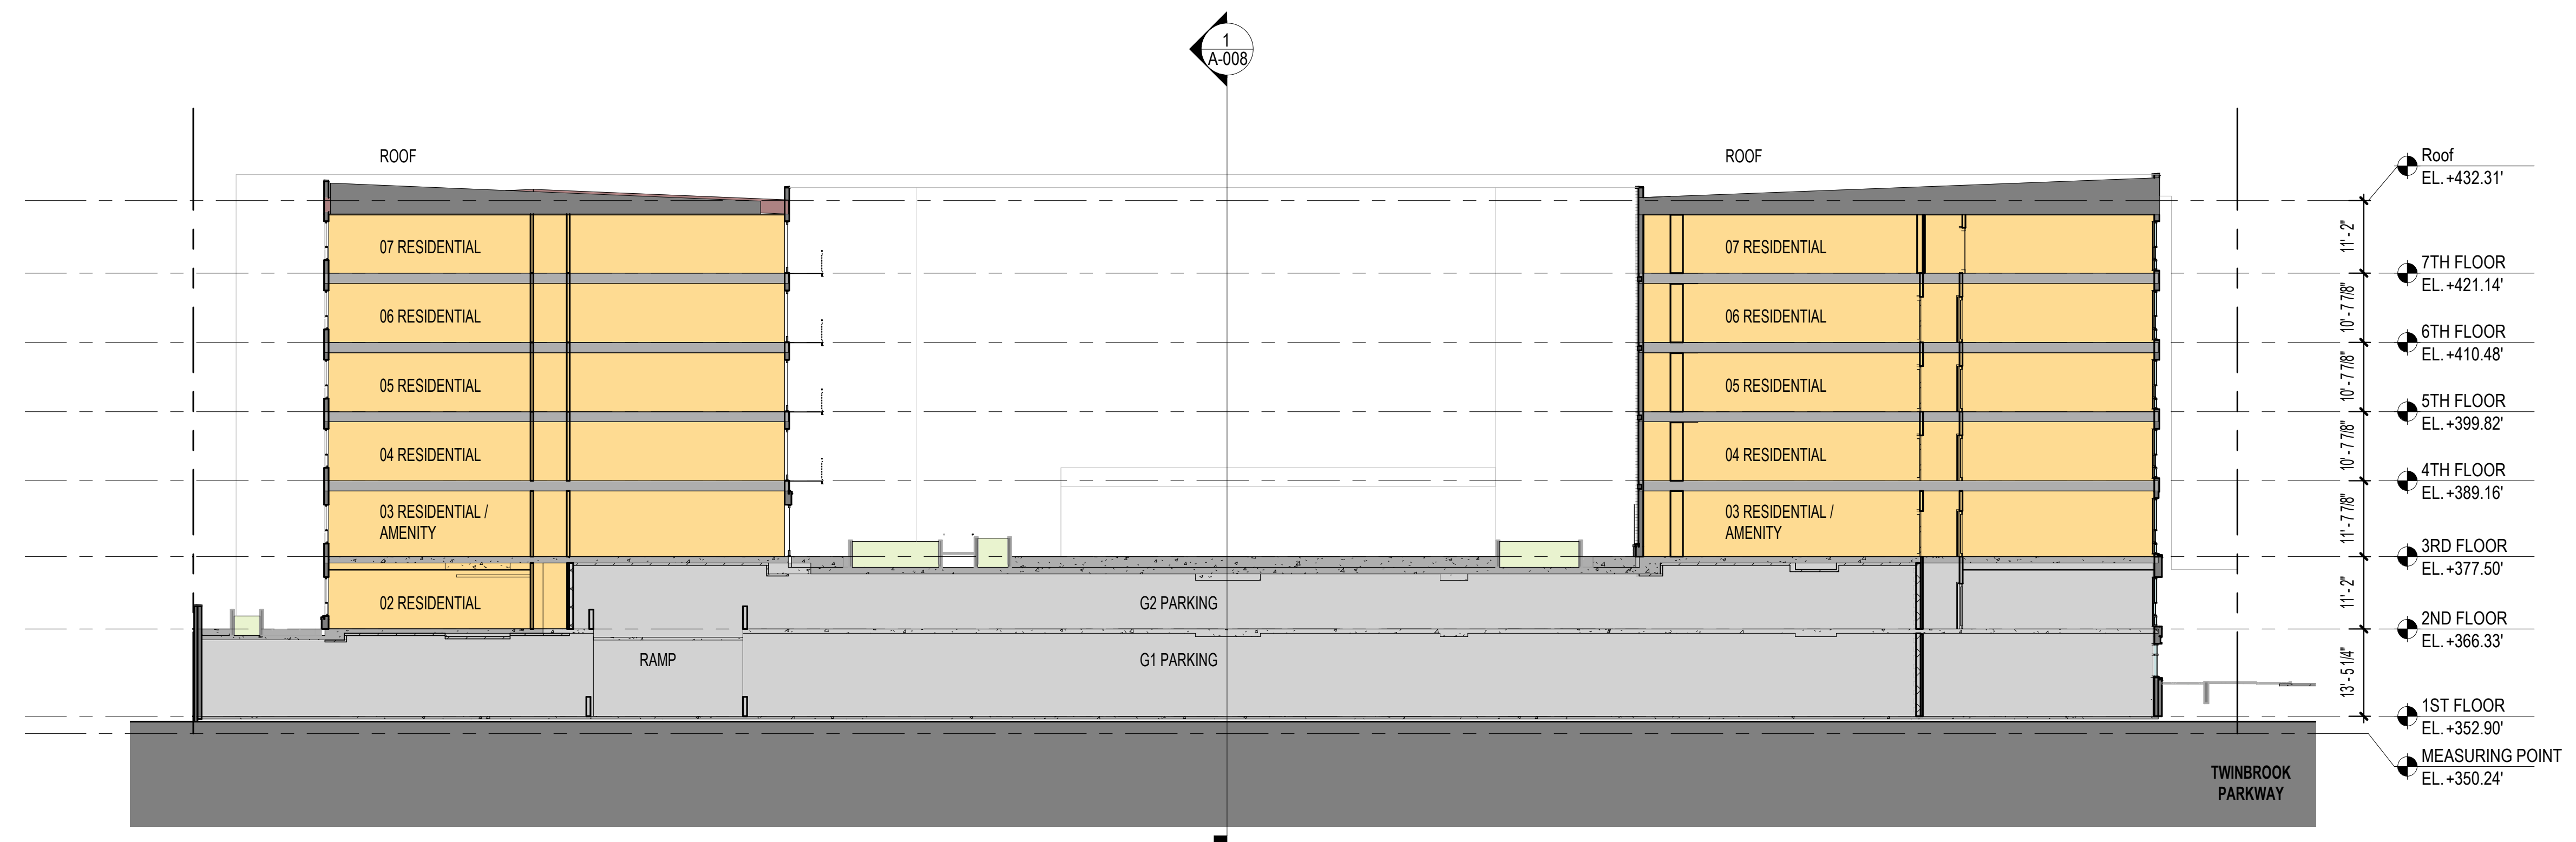 1
A-008
ROOF
ROOF
07 RESIDENTIAL
06 RESIDENTIAL
05 RESIDENTIAL
04 RESIDENTIAL
03 RESIDENTIAL /
AMENITY
02 RESIDENTIAL
07 RESIDENTIAL
06 RESIDENTIAL
05 RESIDENTIAL
04 RESIDENTIAL
03 RESIDENTIAL /
AMENITY
G2 PARKING
RAMP
G1 PARKING
11' - 2"
10' - 7 7/8"
10' - 7 7/8"
10' - 7 7/8"
11' - 7 7/8"
11' - 2"
13' - 5 1/4"
Roof
EL. +432.31'
7TH FLOOR
EL. +421.14'
6TH FLOOR
EL. +410.48'
5TH FLOOR
EL. +399.82'
4TH FLOOR
EL. +389.16'
3RD FLOOR
EL. +377.50'
2ND FLOOR
EL. +366.33'
1ST FLOOR
EL. +352.90'
MEASURING POINT
EL. +350.24'
TWINBROOK
PARKWAY